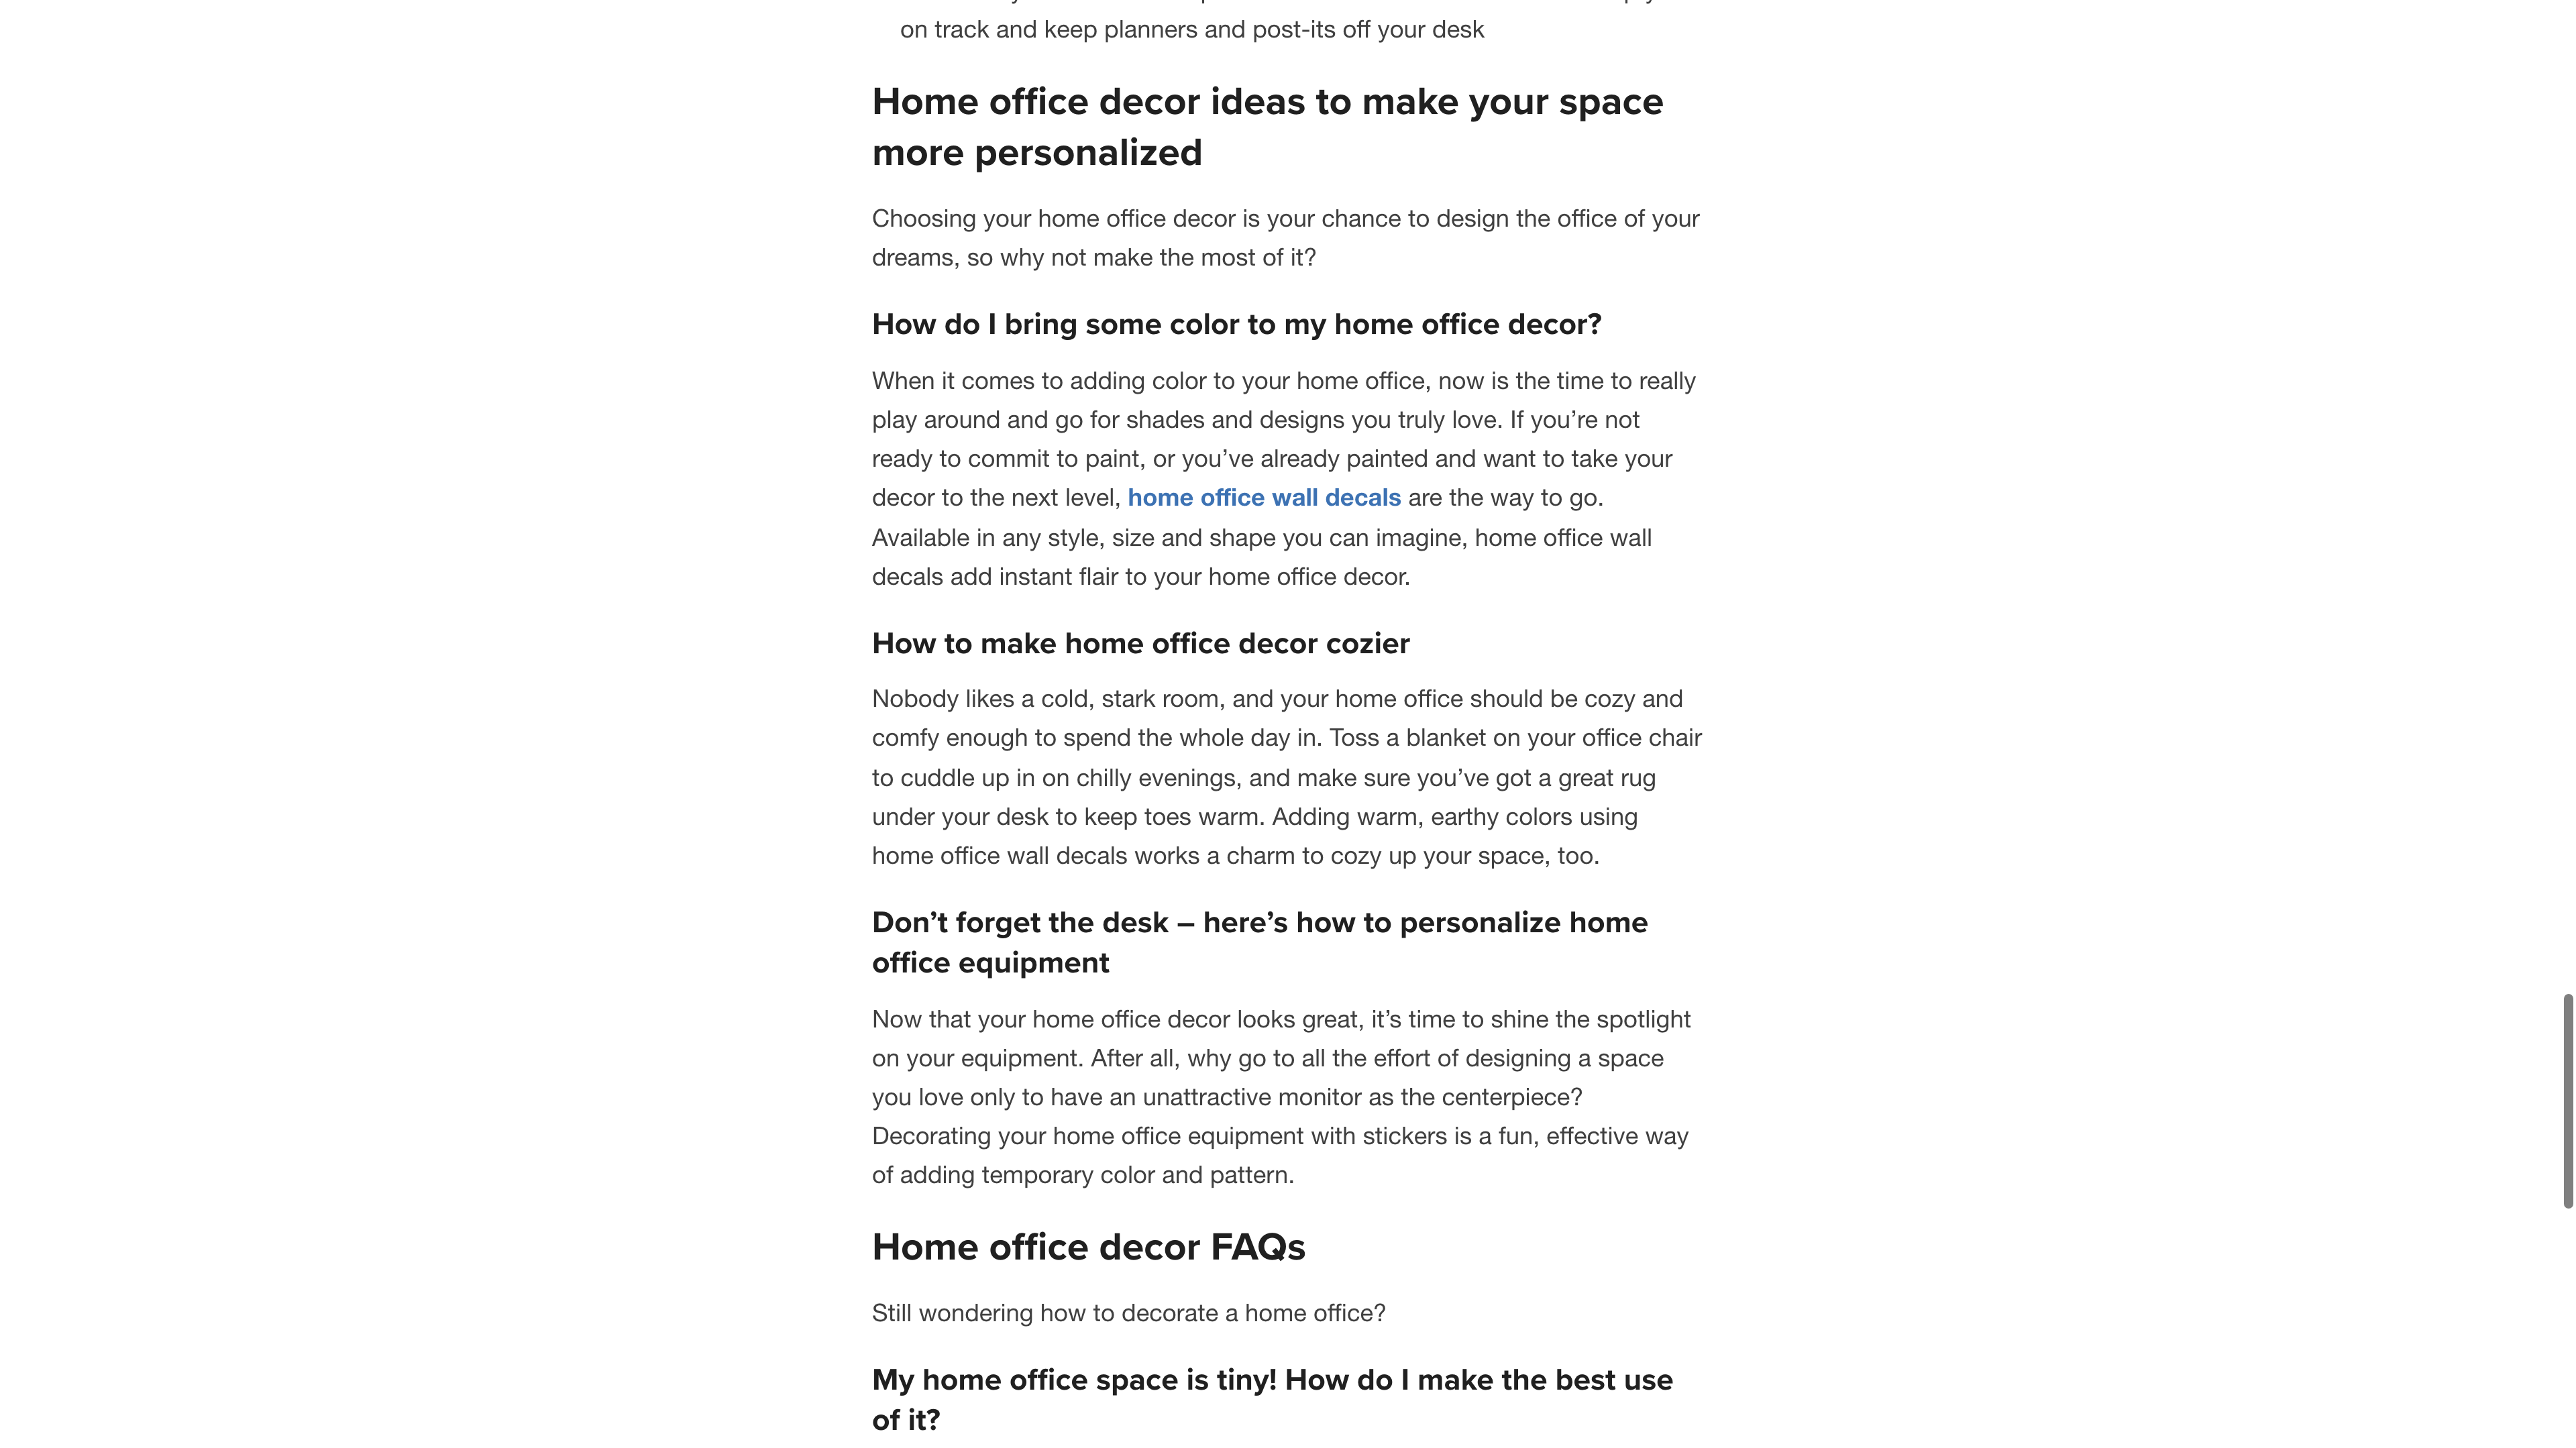 on track and keep planners and post-its off your desk
Home office decor ideas to make your space
more personalized
Choosing your home office decor is your chance to design the office of your
dreams, so why not make the most of it?
How do I bring some color to my home office decor?
When it comes to adding color to your home office, now is the time to really
play around and go for shades and designs you truly love. If you’re not
ready to commit to paint, or you’ve already painted and want to take your
decor to the next level, home office wall decals are the way to go.
Available in any style, size and shape you can imagine, home office wall
decals add instant flair to your home office decor.
How to make home office decor cozier
Nobody likes a cold, stark room, and your home office should be cozy and
comfy enough to spend the whole day in. Toss a blanket on your office chair
to cuddle up in on chilly evenings, and make sure you’ve got a great rug
under your desk to keep toes warm. Adding warm, earthy colors using
home office wall decals works a charm to cozy up your space, too.
Don’t forget the desk – here’s how to personalize home
office equipment
Now that your home office decor looks great, it’s time to shine the spotlight
on your equipment. After all, why go to all the effort of designing a space
you love only to have an unattractive monitor as the centerpiece?
Decorating your home office equipment with stickers is a fun, effective way
of adding temporary color and pattern.
Home office decor FAQs
Still wondering how to decorate a home office?
My home office space is tiny! How do I make the best use
of it?